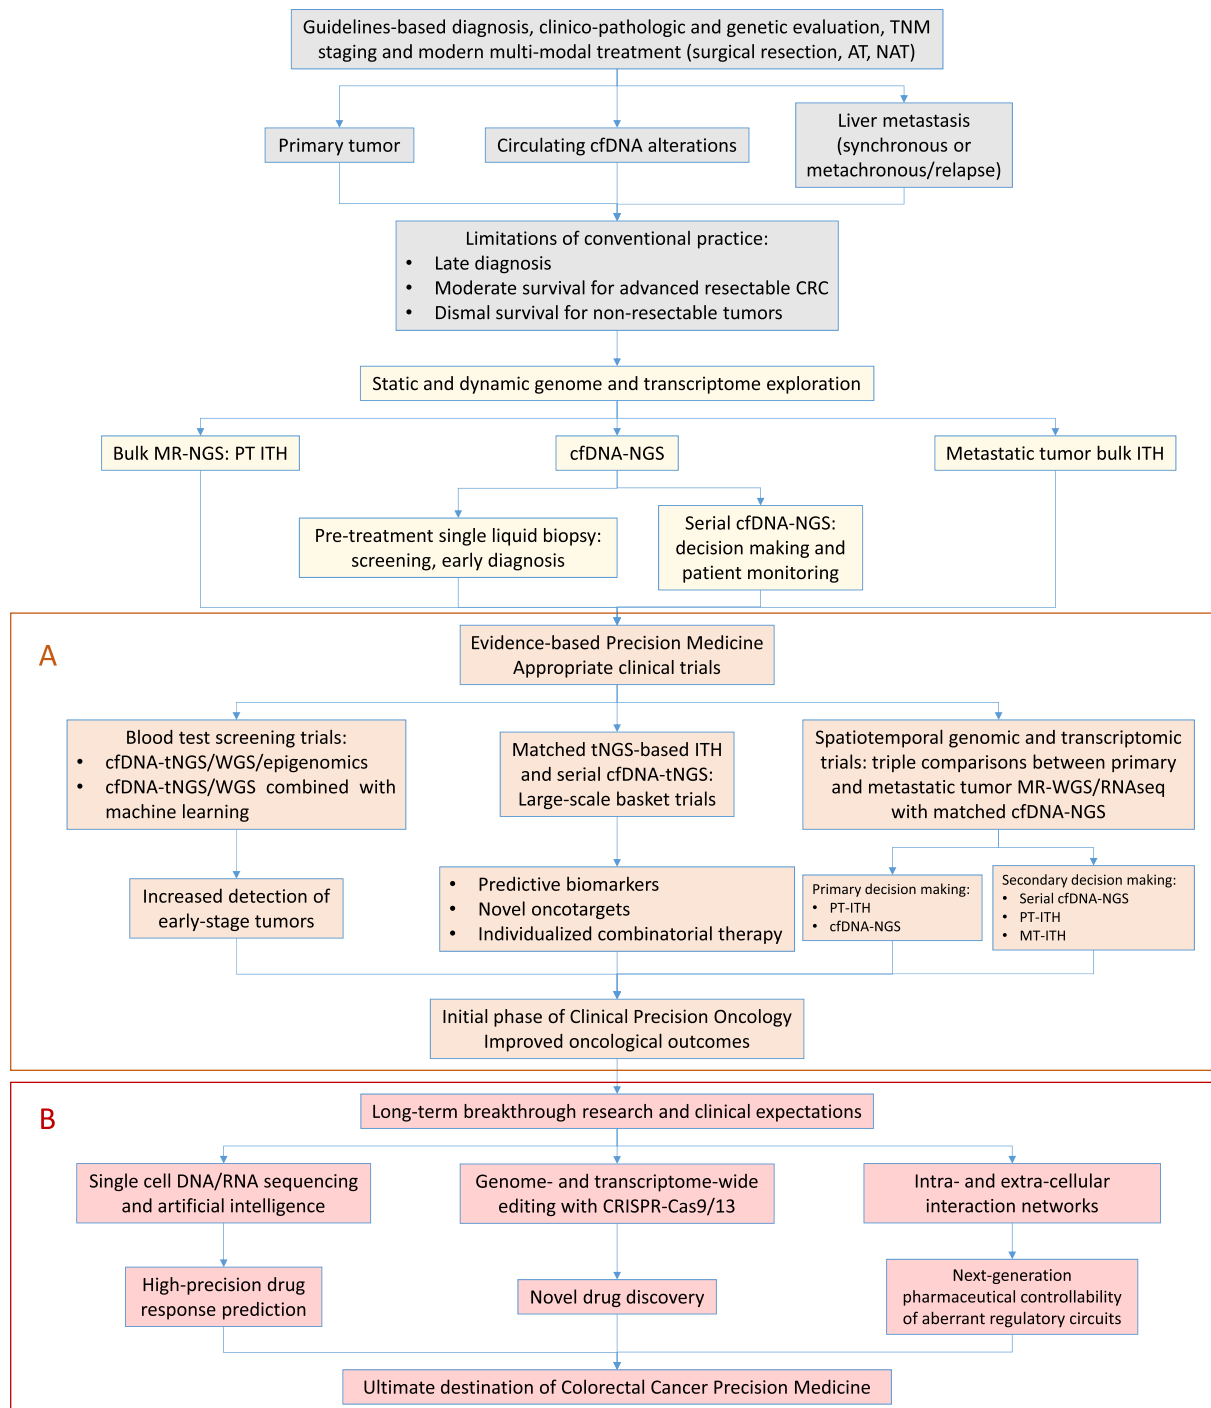 Guidelines-based diagnosis, clinico-pathologic and genetic evaluation, TNM
staging and modern multi-modal treatment (surgical resection, AT, NAT)
Primary tumor
Circulating cfDNA alterations
Liver metastasis
(synchronous or
metachronous/relapse)
Limitations of conventional practice:
• Late diagnosis
• Moderate survival for advanced resectable CRC
• Dismal survival for non-resectable tumors
Static and dynamic genome and transcriptome exploration
Bulk MR-NGS: PT ITH
cfDNA-NGS
Metastatic tumor bulk ITH
Pre-treatment single liquid biopsy:
screening, early diagnosis
Serial cfDNA-NGS:
decision making and
patient monitoring
A
Evidence-based Precision Medicine
Appropriate clinical trials
Blood test screening trials:
• cfDNA-tNGS/WGS/epigenomics
• cfDNA-tNGS/WGS combined with
machine learning
Matched tNGS-based ITH
and serial cfDNA-tNGS:
Large-scale basket trials
Spatiotemporal genomic and transcriptomic
trials: triple comparisons between primary
and metastatic tumor MR-WGS/RNAseq
with matched cfDNA-NGS
Increased detection of
early-stage tumors
• Predictive biomarkers
• Novel oncotargets
• Individualized combinatorial therapy
Primary decision making:
• PT-ITH
• cfDNA-NGS
Secondary decision making:
• Serial cfDNA-NGS
• PT-ITH
• MT-ITH
Initial phase of Clinical Precision Oncology
Improved oncological outcomes
B
Long-term breakthrough research and clinical expectations
Single cell DNA/RNA sequencing
and artificial intelligence
Genome- and transcriptome-wide
editing with CRISPR-Cas9/13
Intra- and extra-cellular
interaction networks
High-precision drug
response prediction
Novel drug discovery
Next-generation
pharmaceutical controllability
of aberrant regulatory circuits
Ultimate destination of Colorectal Cancer Precision Medicine